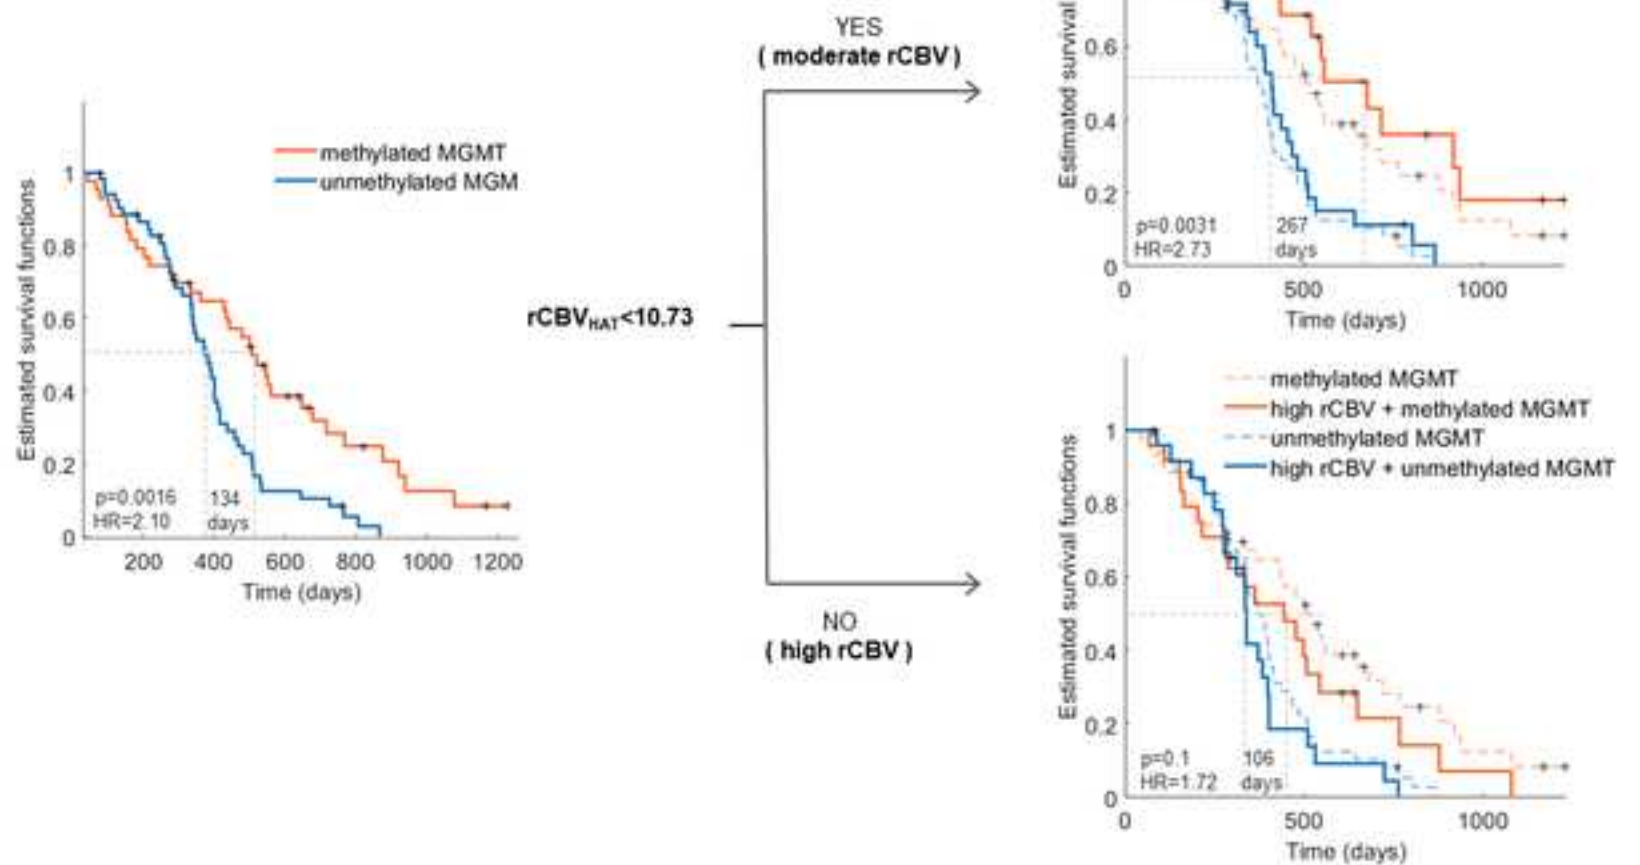 methylated MGMT
unmethylated MGM
1
0.8
0.6
0.4
0.2
0
Estimated survival functions
p=0.0016
HR=2.10
134
days
200 400 600 800 1000 1200
Time (days)
rCBVHAT<10.73
YES
( moderate rCBV )
NO
( high rCBV )
Estimated survival
0.6
0.4
0.2
0
p=0.0031
HR=2.73
267
days
0 500 1000
Time (days)
methylated MGMT
high rCBV + methylated MGMT
unmethylated MGMT
high rCBV + unmethylated MGMT
1
0.8
0.6
0.4
0.2
0
Estimated survival functions
p=0.1
HR=1.72
106
days
0 500 1000
Time (days)